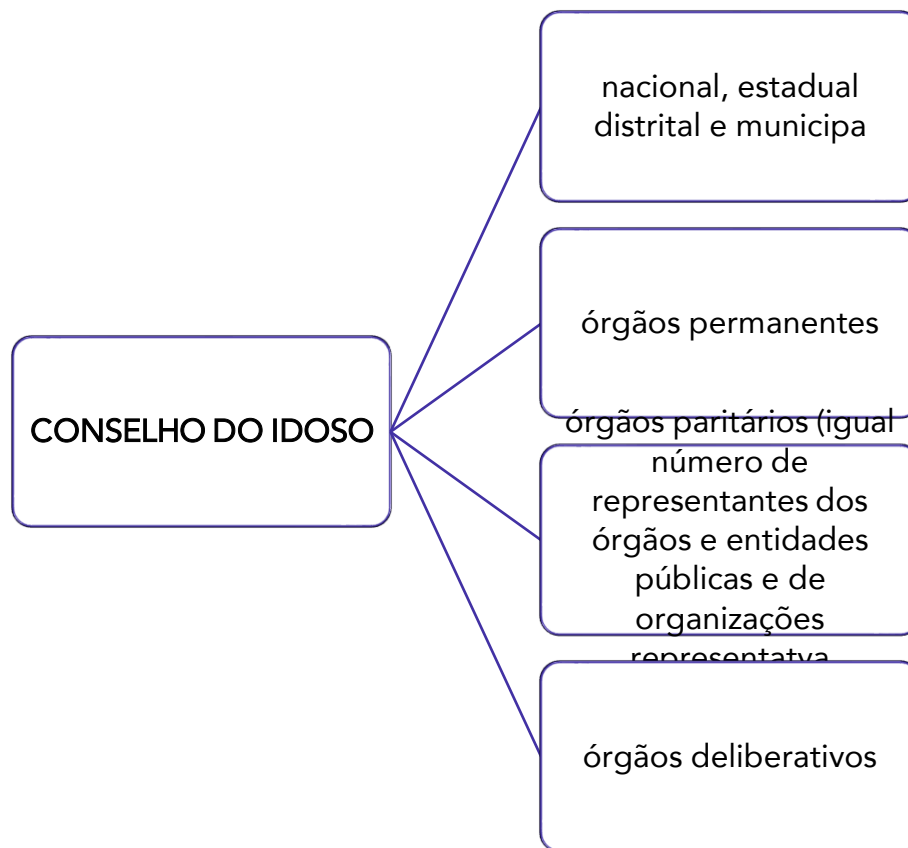 nacional, estadual
distrital e municipa
órgãos permanentes
CONSELHO DO IDOSO
órgãos paritários (igual
número de
representantes dos
órgãos e entidades
públicas e de
organizações
representatva
órgãos deliberativos